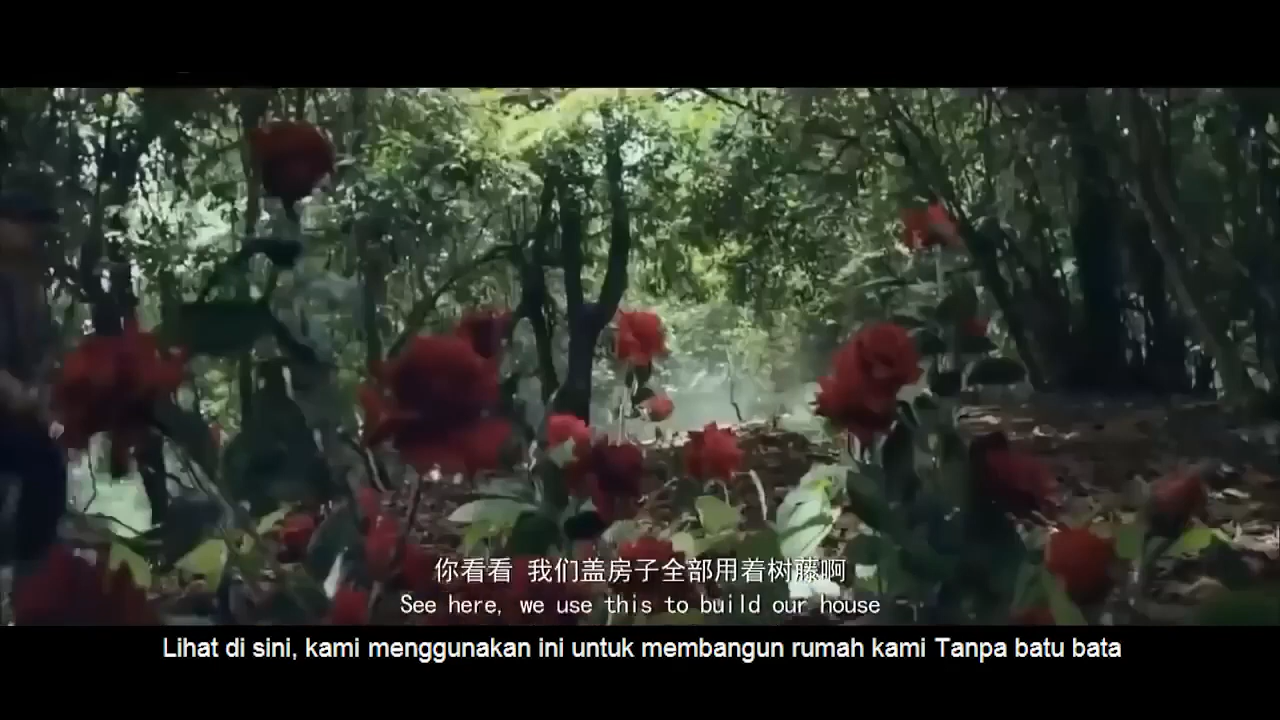 你看看 我们盖房子全部用着树藤啊
See here, we use this to build our house
Lihat di sini, kami menggunakan ini untuk membangun rumah kami Tanpa batu bata